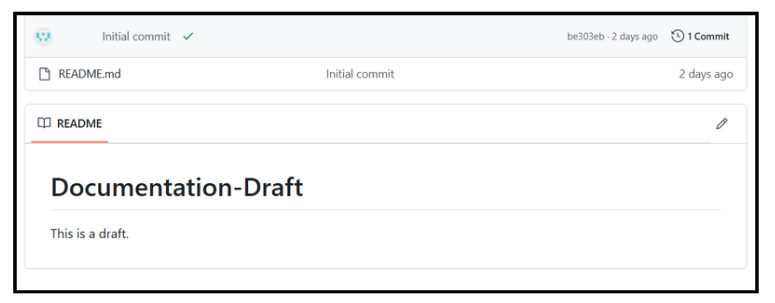 Initial commit be303eb · 2 days ago 1 Commit
README.md Initial commit 2 days ago
README
Documentation-Draft
This is a draft.